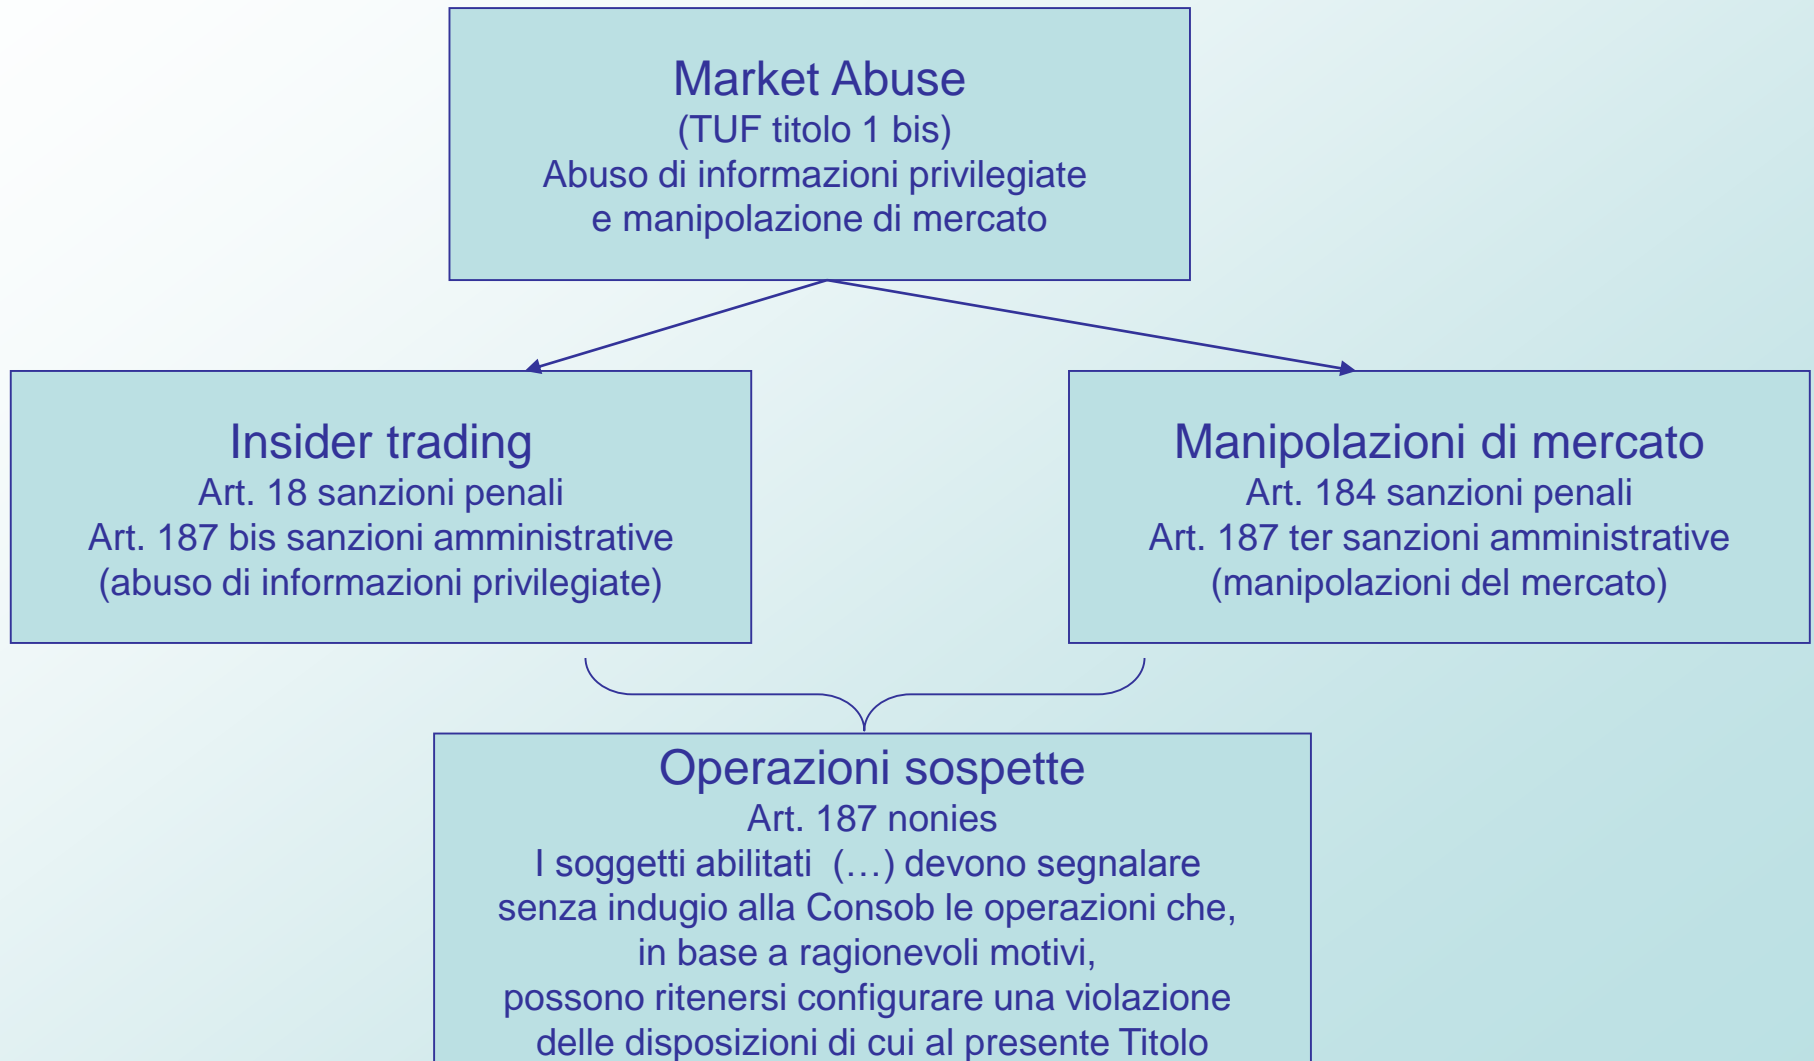 Market Abuse
(TUF titolo 1 bis)
Abuso di informazioni privilegiate
e manipolazione di mercato
Insider trading
Art. 18 sanzioni penali
Art. 187 bis sanzioni amministrative
(abuso di informazioni privilegiate)
Manipolazioni di mercato
Art. 184 sanzioni penali
Art. 187 ter sanzioni amministrative
(manipolazioni del mercato)
Operazioni sospette
Art. 187 nonies
I soggetti abilitati (…) devono segnalare
senza indugio alla Consob le operazioni che,
in base a ragionevoli motivi,
possono ritenersi configurare una violazione
delle disposizioni di cui al presente Titolo